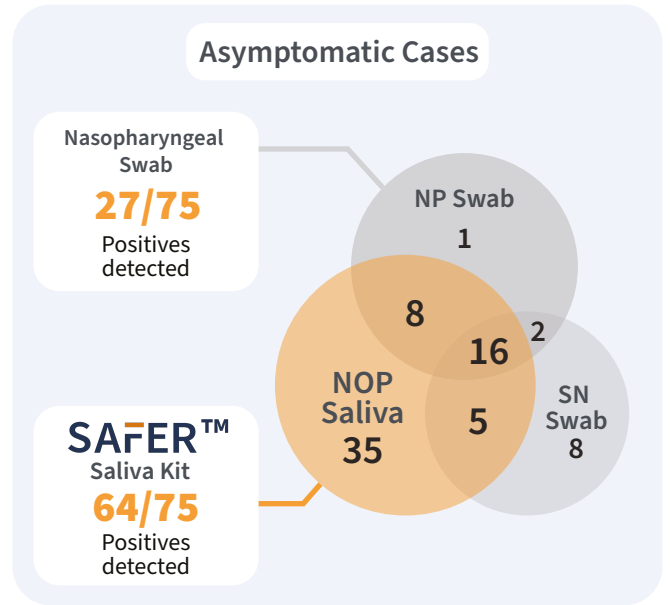 Asymptomatic Cases
Nasopharyngeal
Swab
27/75
Positives
detected
NP Swab
1
8
16
2
NOP
Saliva
35
5
SN
Swab
8
SAFER™
Saliva Kit
64/75
Positives
detected